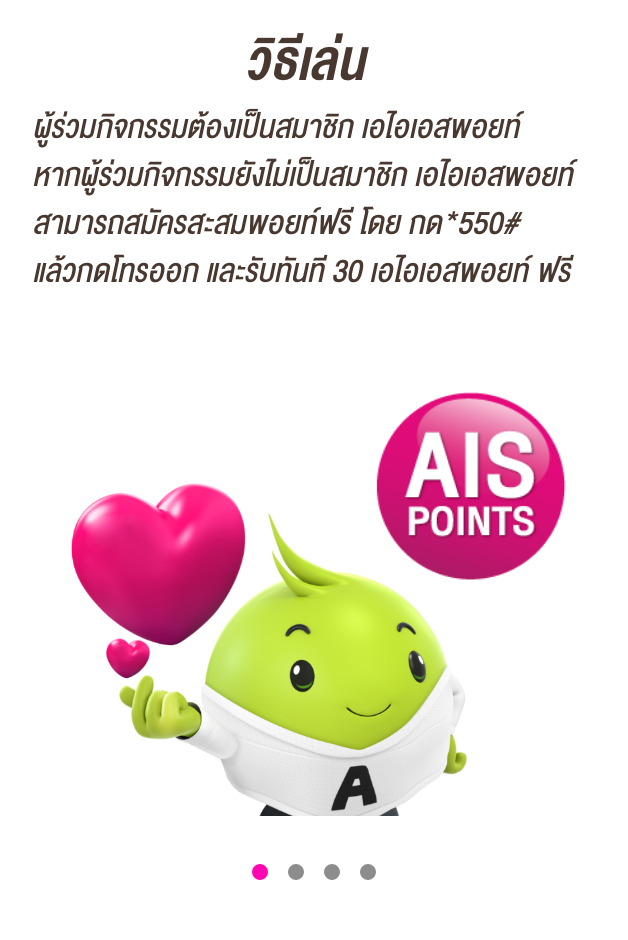 วิธีเล่น
ผู้ร่วมกิจกรรมต้องเป็นสมาชิก เอไอเอสพอยท์
หากผู้ร่วมกิจกรรมยังไม่เป็นสมาชิก เอไอเอสพอยท์
สามารถสมัครสะสมพอยท์ฟรี โดย กด *550#
แล้วกดโทรออก และรับทันที 30 เอไอเอสพอยท์ ฟรี
AIS
POINTS
A